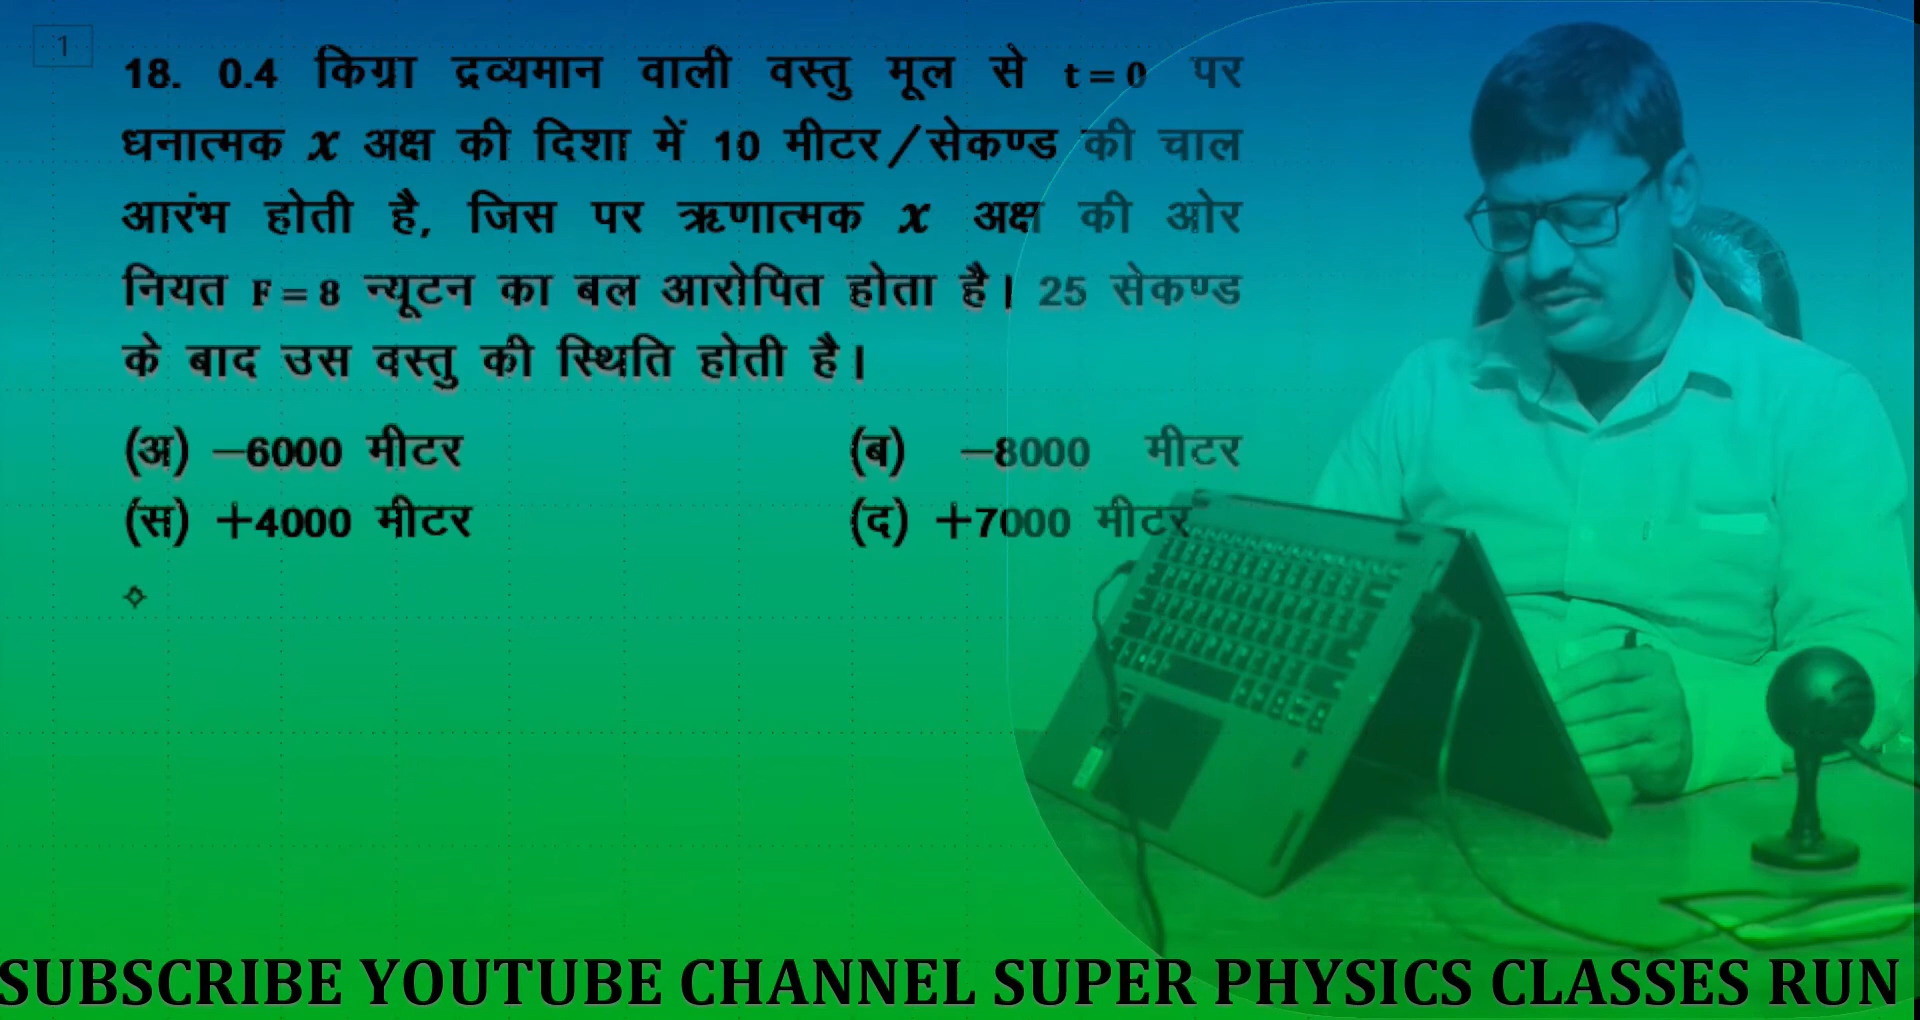 1
18. 0.4 किग्रा द्रव्यमान वाली वस्तु मूल से t = 0 पर
धनात्मक x अक्ष की दिशा में 10 मीटर/सेकण्ड की चाल
आरंभ होती है, जिस पर ऋणात्मक x अक्ष की ओर
नियत F = 8 न्यूटन का बल आरोपित होता है। 25 सेकण्ड
के बाद उस वस्तु की स्थिति होती है।
(अ) −6000 मीटर (ब) −8000 मीटर
(स) +4000 मीटर (द) +7000 मीटर
SUBSCRIBE YOUTUBE CHANNEL SUPER PHYSICS CLASSES RUN